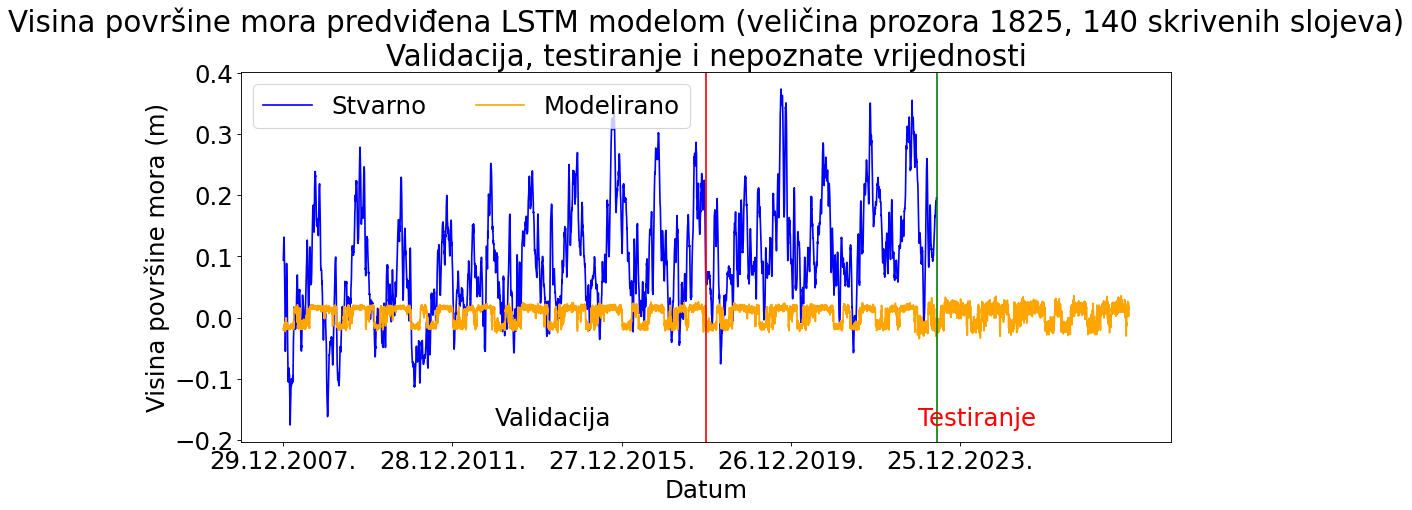 Visina površine mora predviđena LSTM modelom (veličina prozora 1825, 140 skrivenih slojeva)
Validacija, testiranje i nepoznate vrijednosti
Stvarno
Modelirano
Visina površine mora (m)
0.4
0.3
0.2
0.1
0.0
−0.1
−0.2
Validacija
Testiranje
29.12.2007.
28.12.2011.
27.12.2015.
26.12.2019.
25.12.2023.
Datum